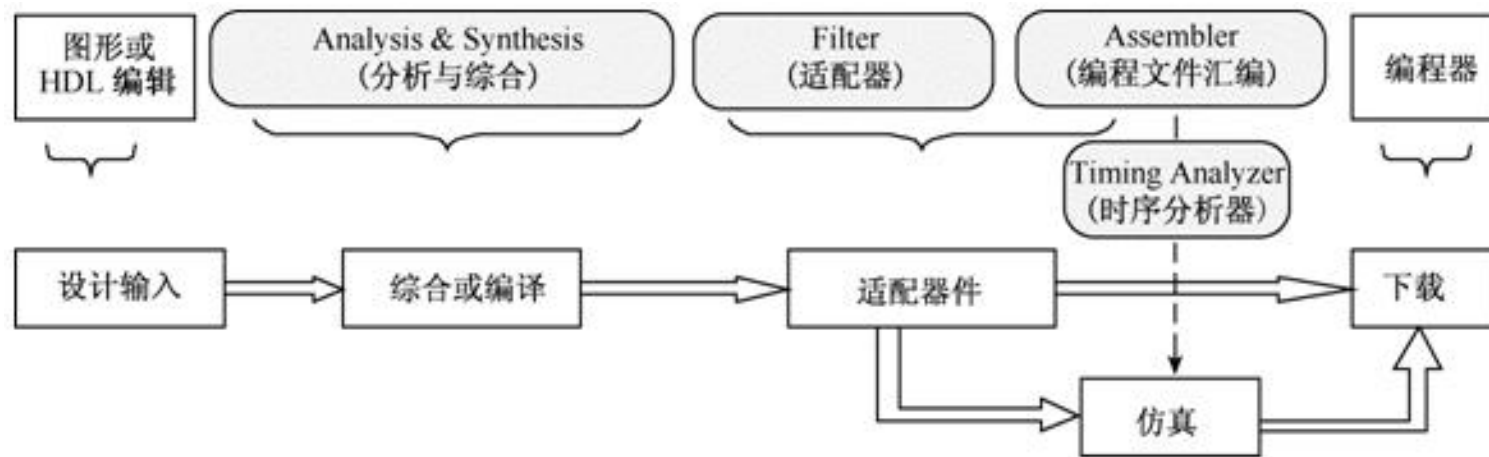 图形或
HDL 编辑
Analysis & Synthesis
(分析与综合)
Filter
(适配器)
Assembler
(编程文件汇编)
编程器
Timing Analyzer
(时序分析器)
设计输入
综合或编译
适配器件
下载
仿真